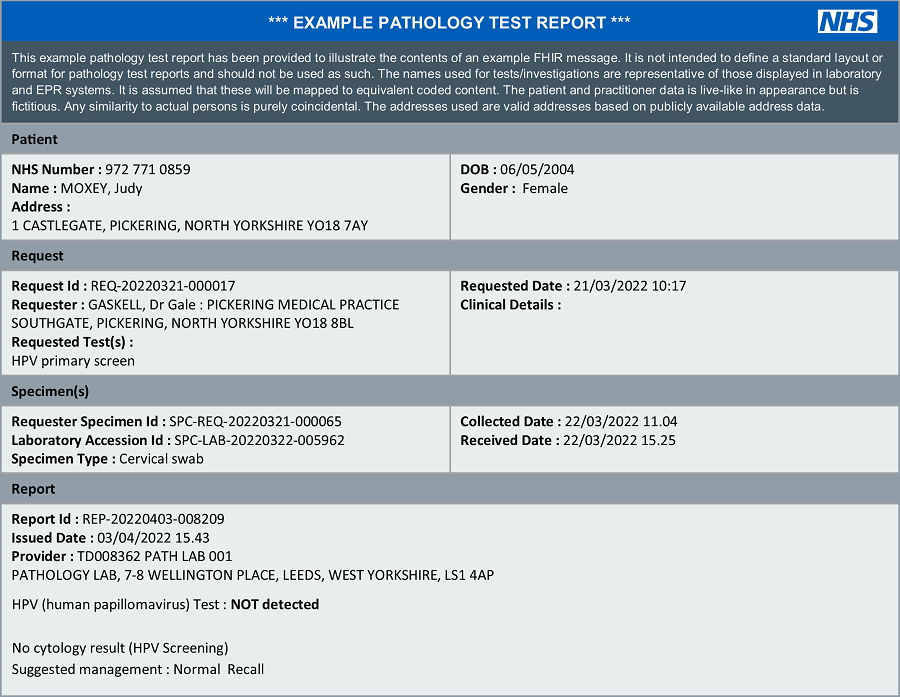 *** EXAMPLE PATHOLOGY TEST REPORT ***
NHS
This example pathology test report has been provided to illustrate the contents of an example FHIR message. It is not intended to define a standard layout or
format for pathology test reports and should not be used as such. The names used for tests/investigations are representative of those displayed in laboratory
and EPR systems. It is assumed that these will be mapped to equivalent coded content. The patient and practitioner data is live-like in appearance but is
fictitious. Any similarity to actual persons is purely coincidental. The addresses used are valid addresses based on publicly available address data.
Patient
NHS Number : 972 771 0859
Name : MOXEY, Judy
Address :
1 CASTLEGATE, PICKERING, NORTH YORKSHIRE YO18 7AY
DOB : 06/05/2004
Gender : Female
Request
Request Id : REQ-20220321-000017
Requester : GASKELL, Dr Gale : PICKERING MEDICAL PRACTICE
SOUTHGATE, PICKERING, NORTH YORKSHIRE YO18 8BL
Requested Test(s) :
HPV primary screen
Requested Date : 21/03/2022 10:17
Clinical Details :
Specimen(s)
Requester Specimen Id : SPC-REQ-20220321-000065
Laboratory Accession Id : SPC-LAB-20220322-005962
Specimen Type : Cervical swab
Collected Date : 22/03/2022 11.04
Received Date : 22/03/2022 15.25
Report
Report Id : REP-20220403-008209
Issued Date : 03/04/2022 15.43
Provider : TD008362 PATH LAB 001
PATHOLOGY LAB, 7-8 WELLINGTON PLACE, LEEDS, WEST YORKSHIRE, LS1 4AP
HPV (human papillomavirus) Test : NOT detected
No cytology result (HPV Screening)
Suggested management : Normal Recall